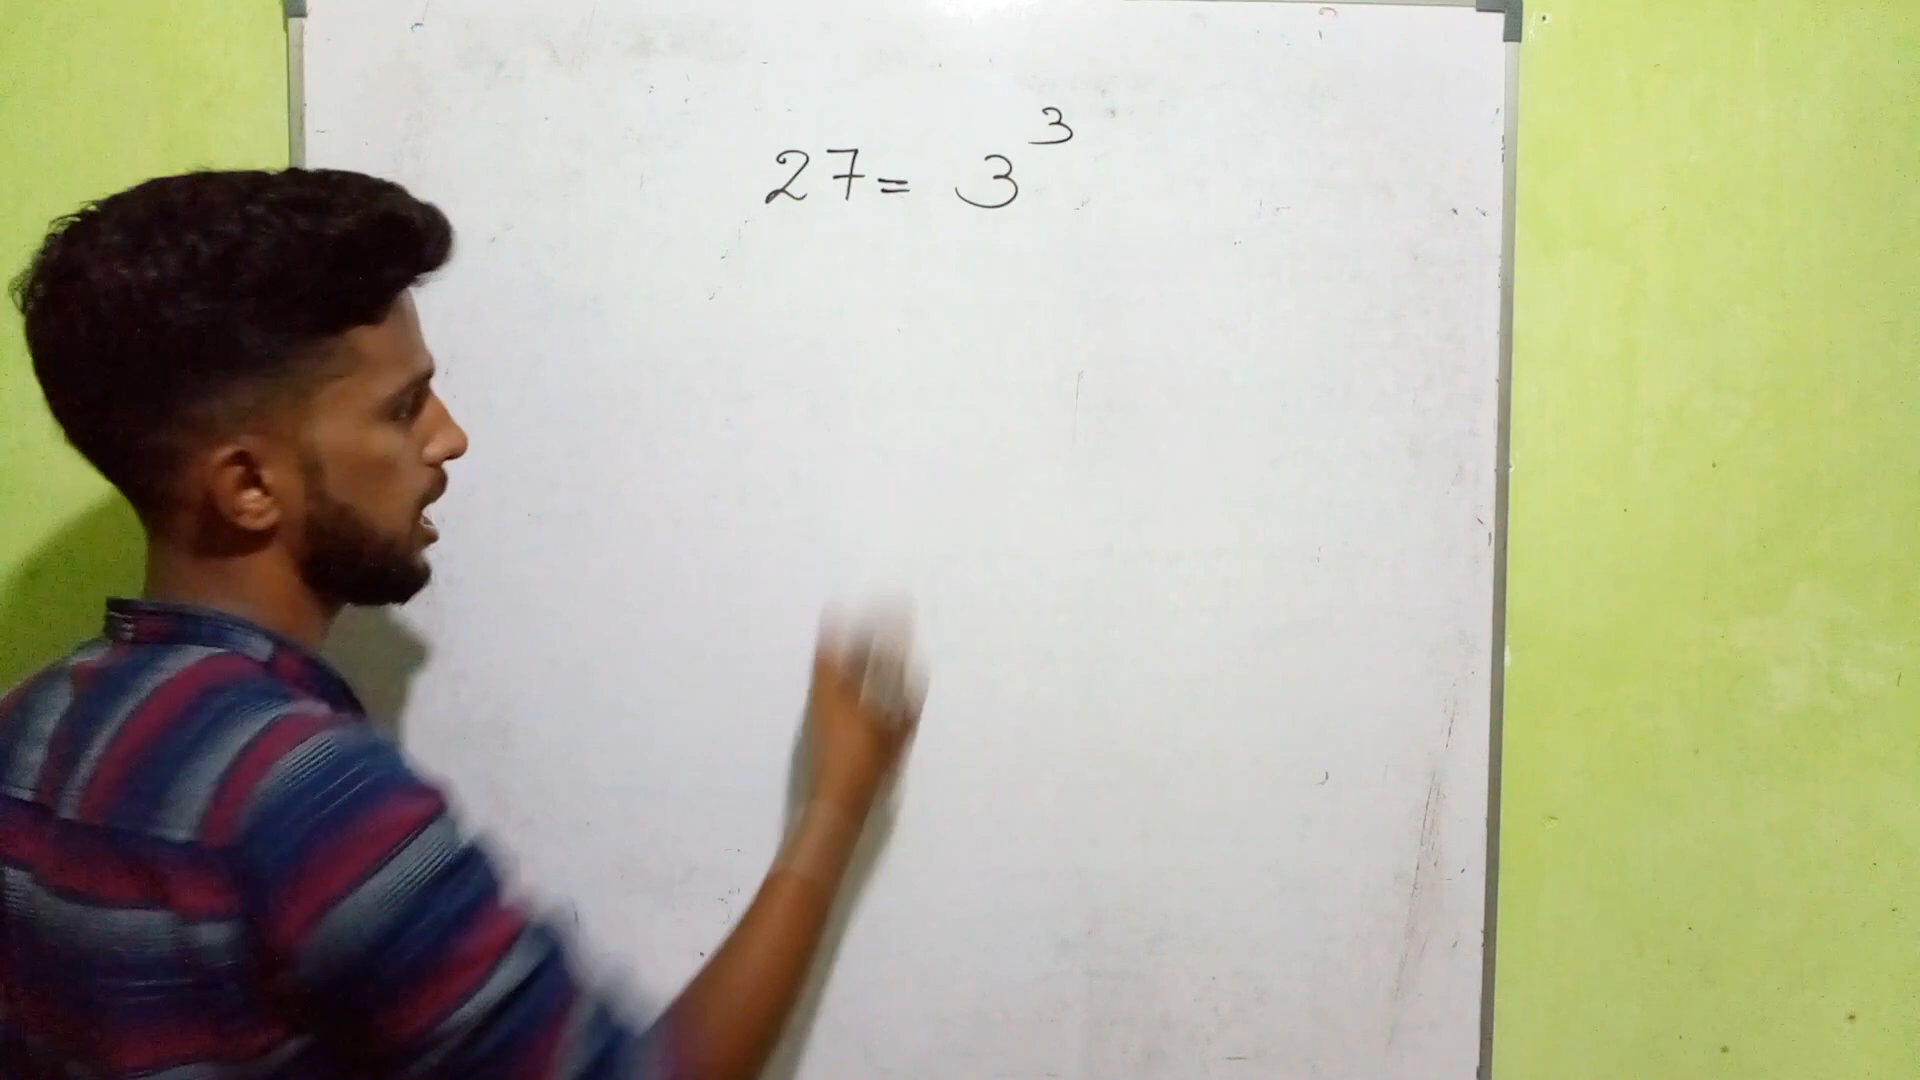 27 = 3³